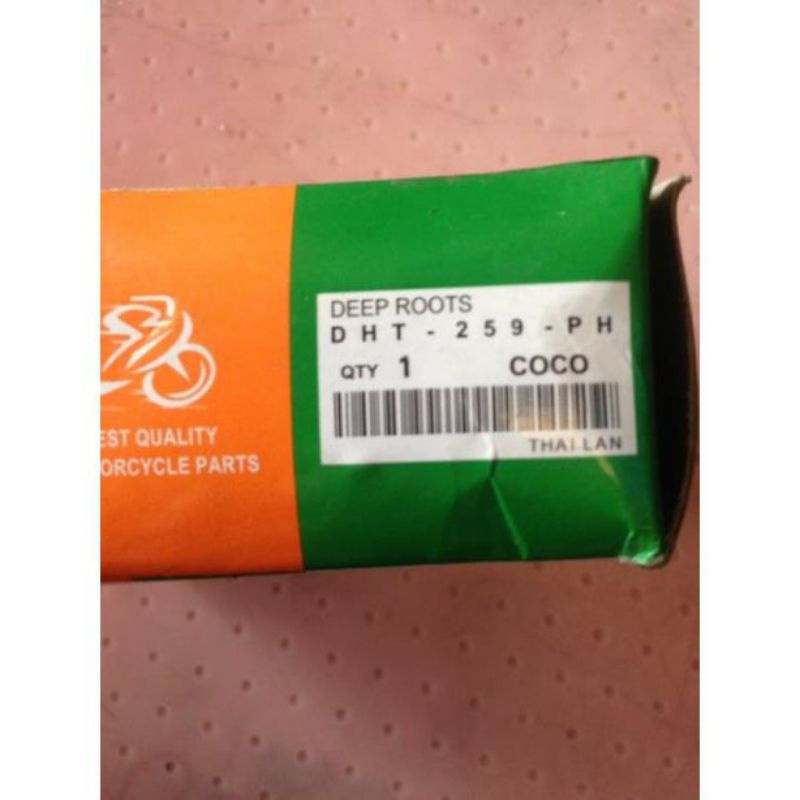 DEEP ROOTS
DHT-259-PH
QTY 1 COCO
THAI LAN
EST QUALITY
ORCYCLE PARTS